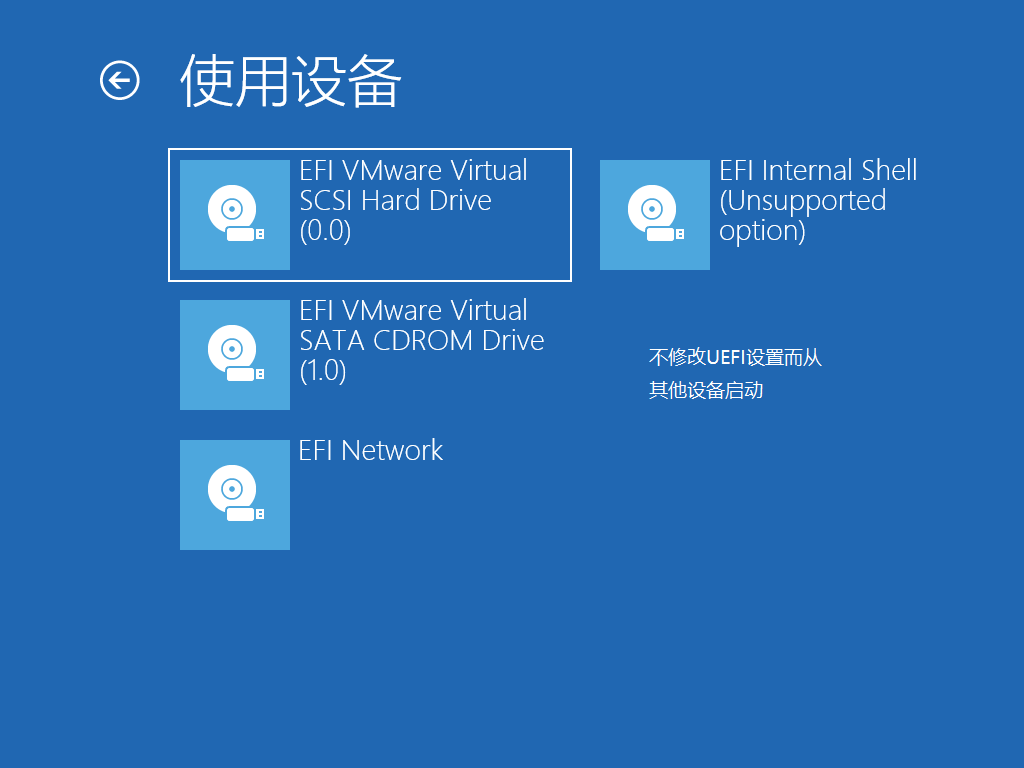 使用设备
EFI VMware Virtual
SCSI Hard Drive
(0.0)
EFI VMware Virtual
SATA CDROM Drive
(1.0)
EFI Network
EFI Internal Shell
(Unsupported
option)
不修改UEFI设置而从
其他设备启动